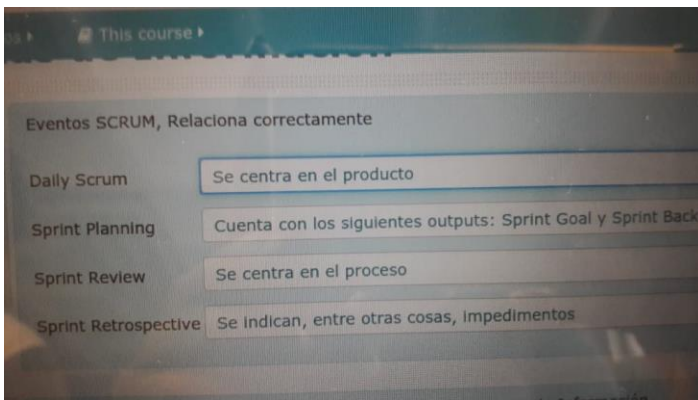 This course
Eventos SCRUM, Relaciona correctamente
Daily Scrum Se centra en el producto
Sprint Planning Cuenta con los siguientes outputs: Sprint Goal y Sprint Back
Sprint Review Se centra en el proceso
Sprint Retrospective Se indican, entre otras cosas, impedimentos